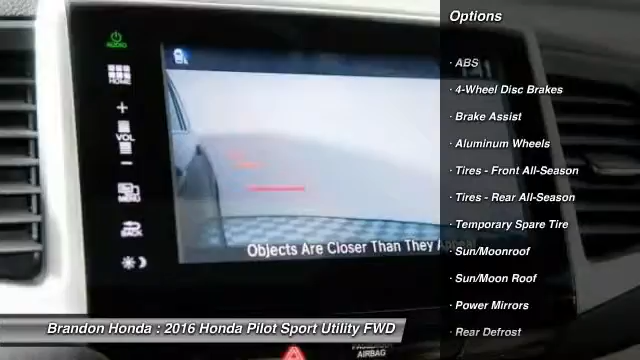 Options
· ABS
· 4-Wheel Disc Brakes
· Brake Assist
· Aluminum Wheels
· Tires - Front All-Season
· Tires - Rear All-Season
· Temporary Spare Tire
· Sun/Moonroof
· Sun/Moon Roof
· Power Mirrors
· Rear Defrost
AUDIO
HOME
+
VOL
−
MENU
BACK
Objects Are Closer Than They Appear
Brandon Honda : 2016 Honda Pilot Sport Utility FWD
PASSENGER
AIRBAG